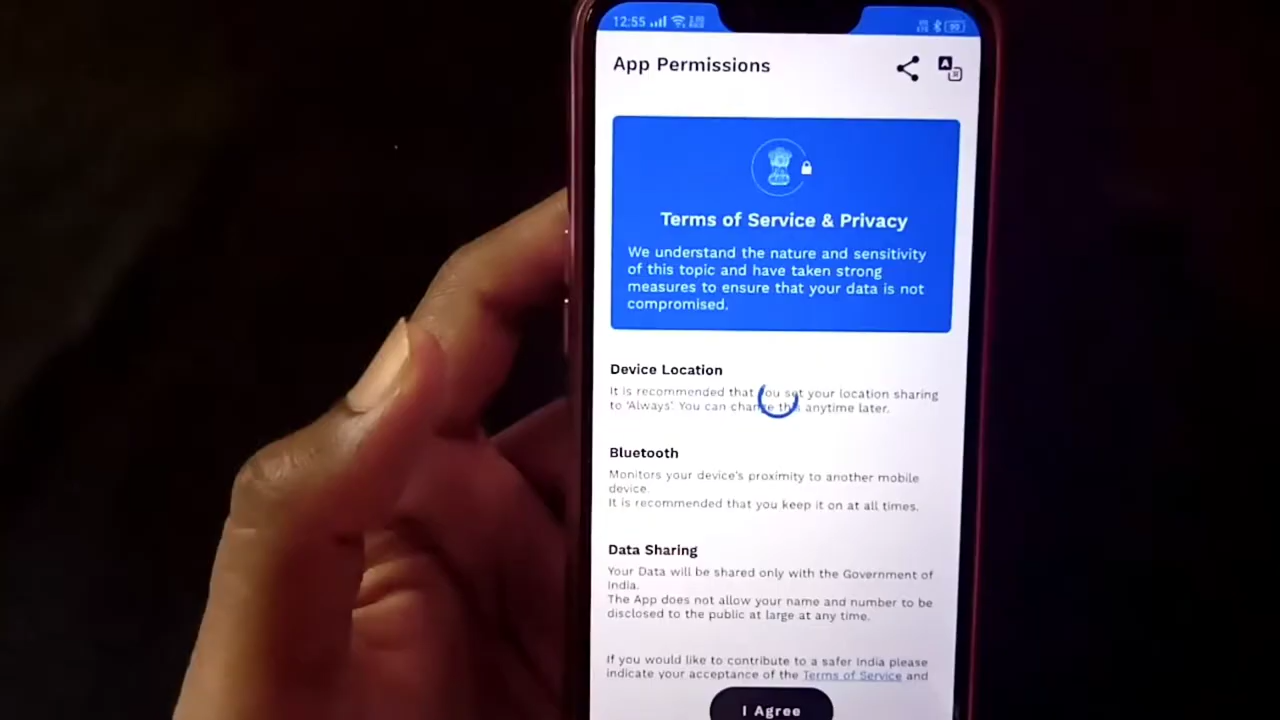 12:55
App Permissions
Terms of Service & Privacy
We understand the nature and sensitivity
of this topic and have taken strong
measures to ensure that your data is not
compromised.
Device Location
It is recommended that you set your location sharing
to 'Always'. You can change this anytime later.
Bluetooth
Monitors your device's proximity to another mobile
device.
It is recommended that you keep it on at all times.
Data Sharing
Your Data will be shared only with the Government of
India.
The App does not allow your name and number to be
disclosed to the public at large at any time.
If you would like to contribute to a safer India please
indicate your acceptance of the Terms of Service and
I Agree